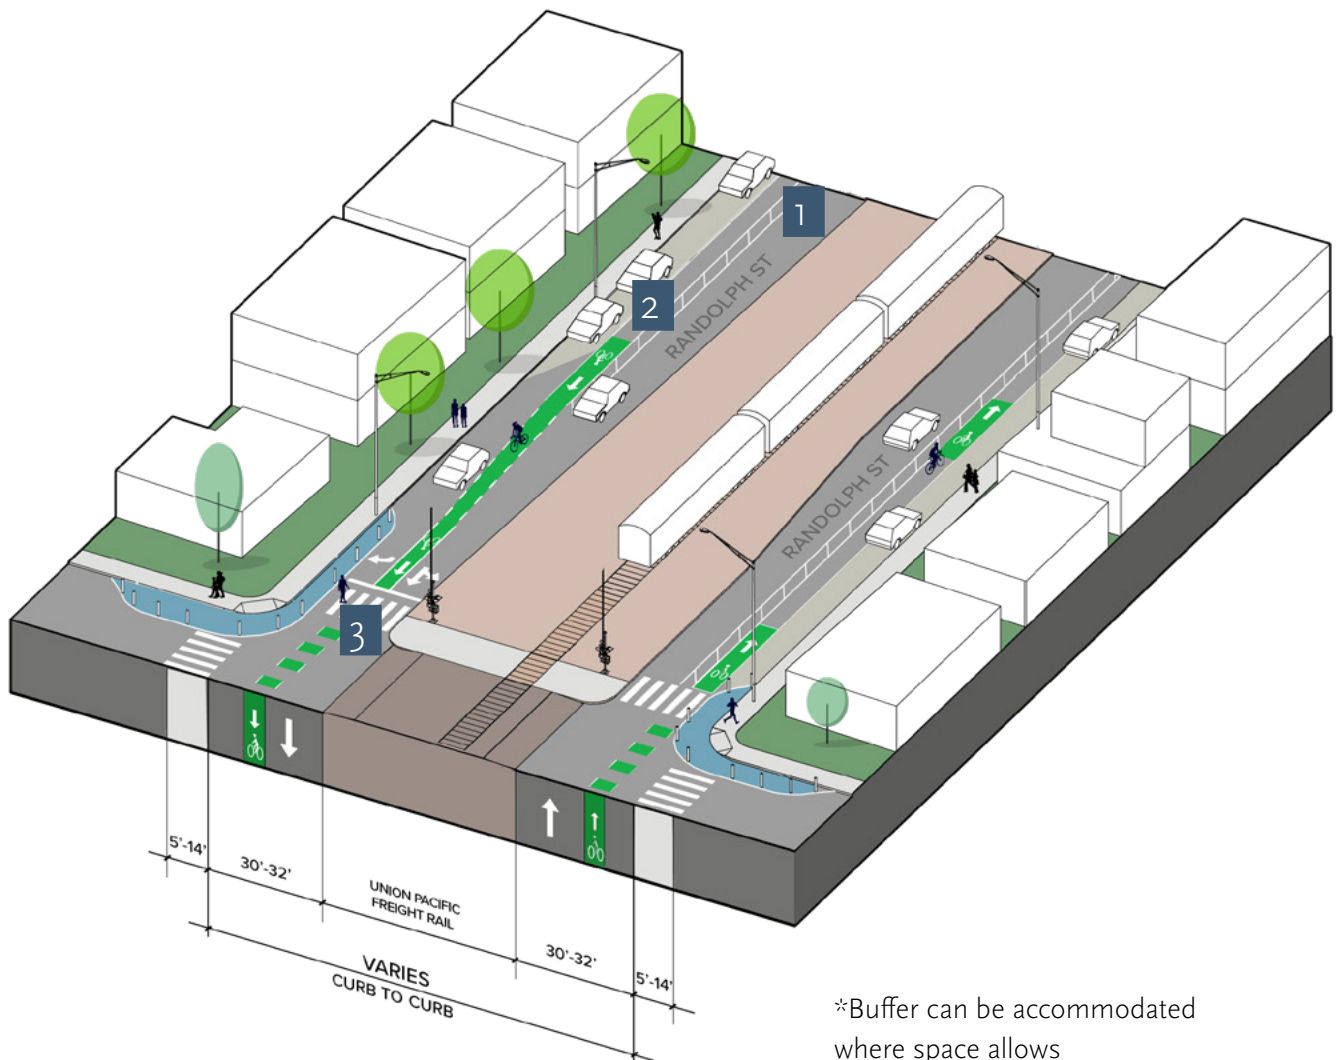 1
2
RANDOLPH ST
RANDOLPH ST
3
5'-14'
30'-32'
UNION PACIFIC
FREIGHT RAIL
30'-32'
5'-14'
VARIES
CURB TO CURB
*Buffer can be accommodated
where space allows